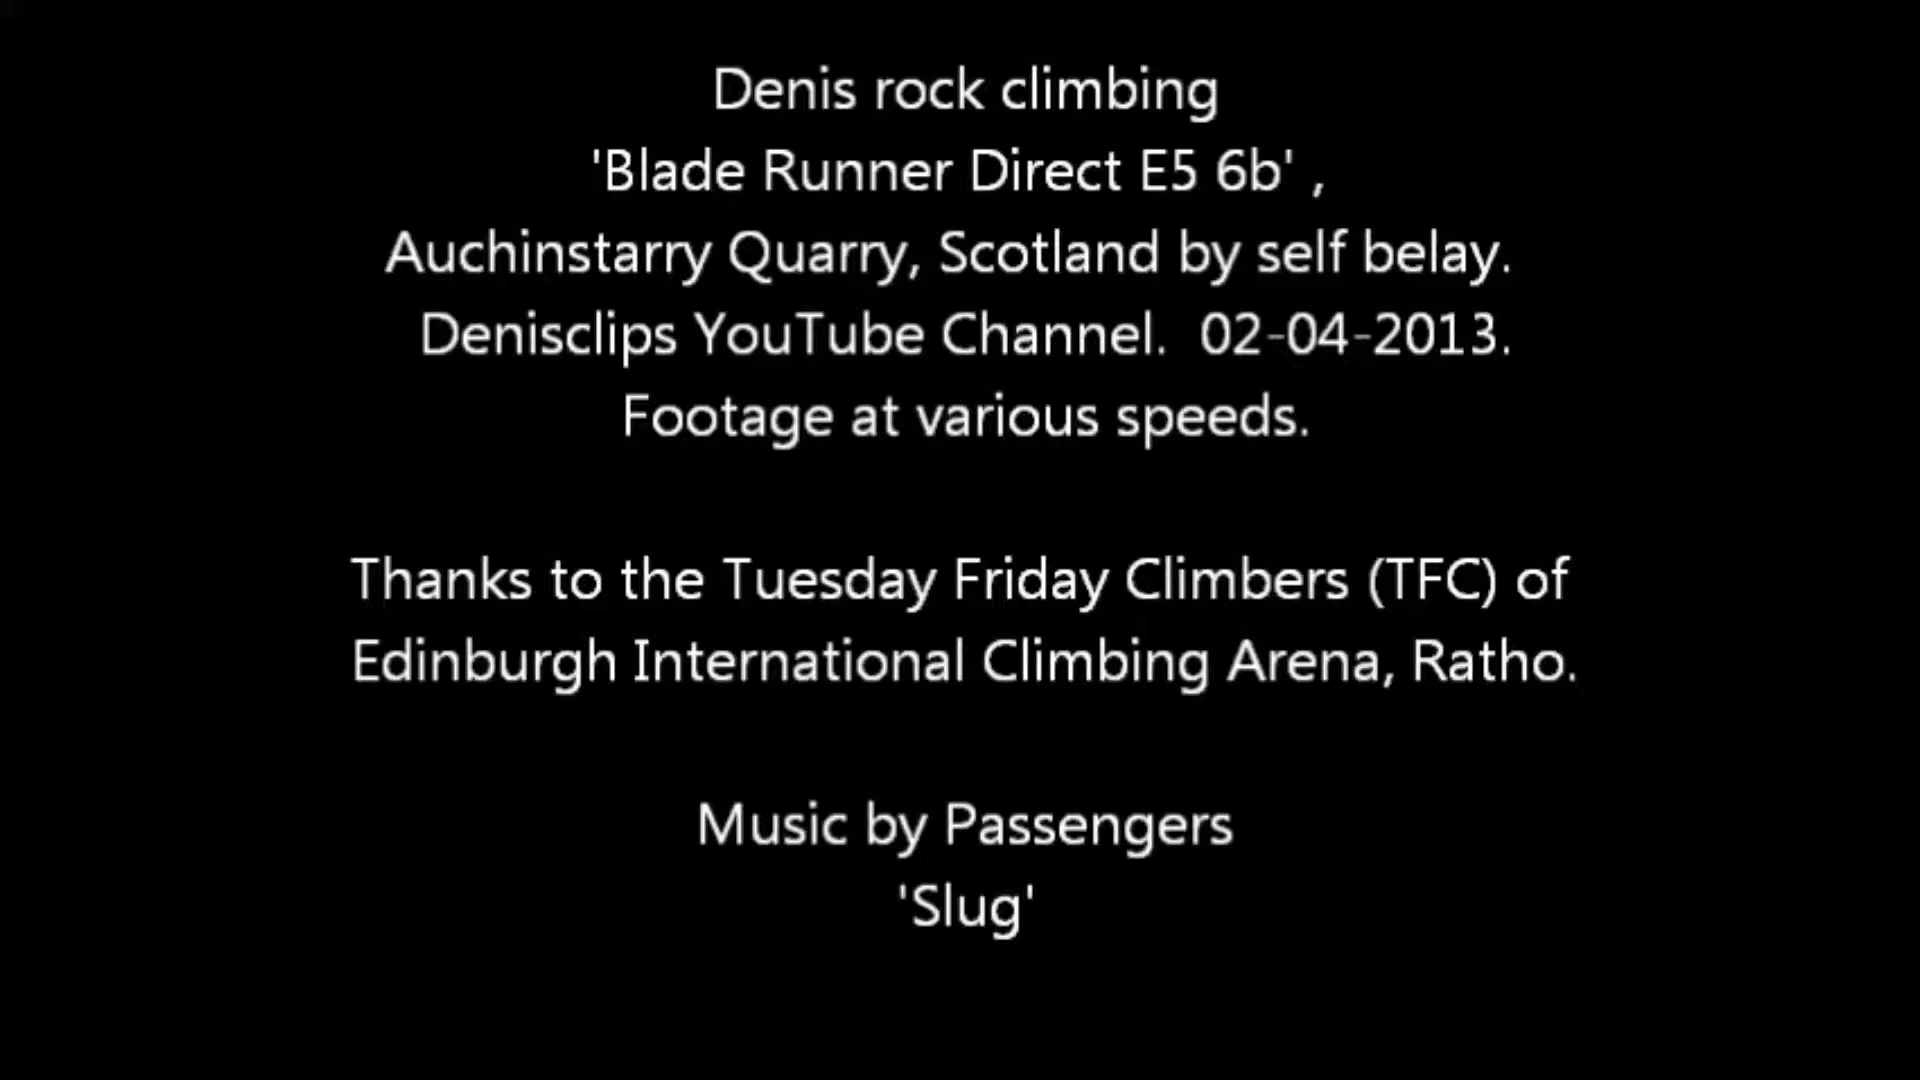 Denis rock climbing
'Blade Runner Direct E5 6b' ,
Auchinstarry Quarry, Scotland by self belay.
Denisclips YouTube Channel.  02-04-2013.
Footage at various speeds.
Thanks to the Tuesday Friday Climbers (TFC) of
Edinburgh International Climbing Arena, Ratho.
Music by Passengers
'Slug'